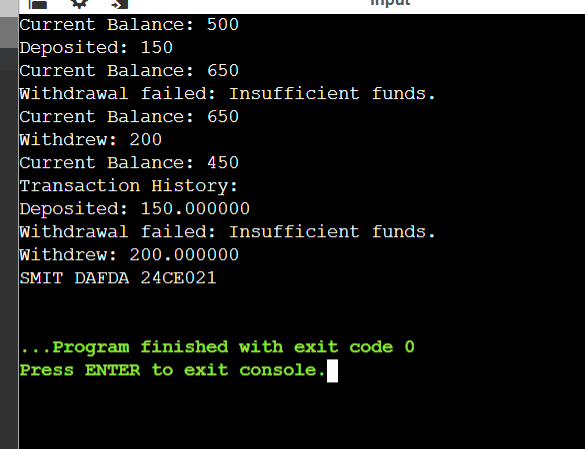 input
Current Balance: 500
Deposited: 150
Current Balance: 650
Withdrawal failed: Insufficient funds.
Current Balance: 650
Withdrew: 200
Current Balance: 450
Transaction History:
Deposited: 150.000000
Withdrawal failed: Insufficient funds.
Withdrew: 200.000000
SMIT DAFDA 24CE021
...Program finished with exit code 0
Press ENTER to exit console.